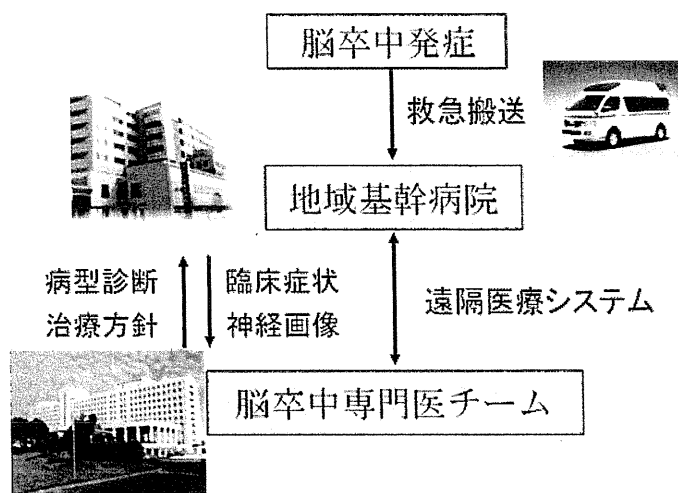 脳卒中発症
救急搬送
地域基幹病院
病型診断
治療方針
臨床症状
神経画像
遠隔医療システム
脳卒中専門医チーム